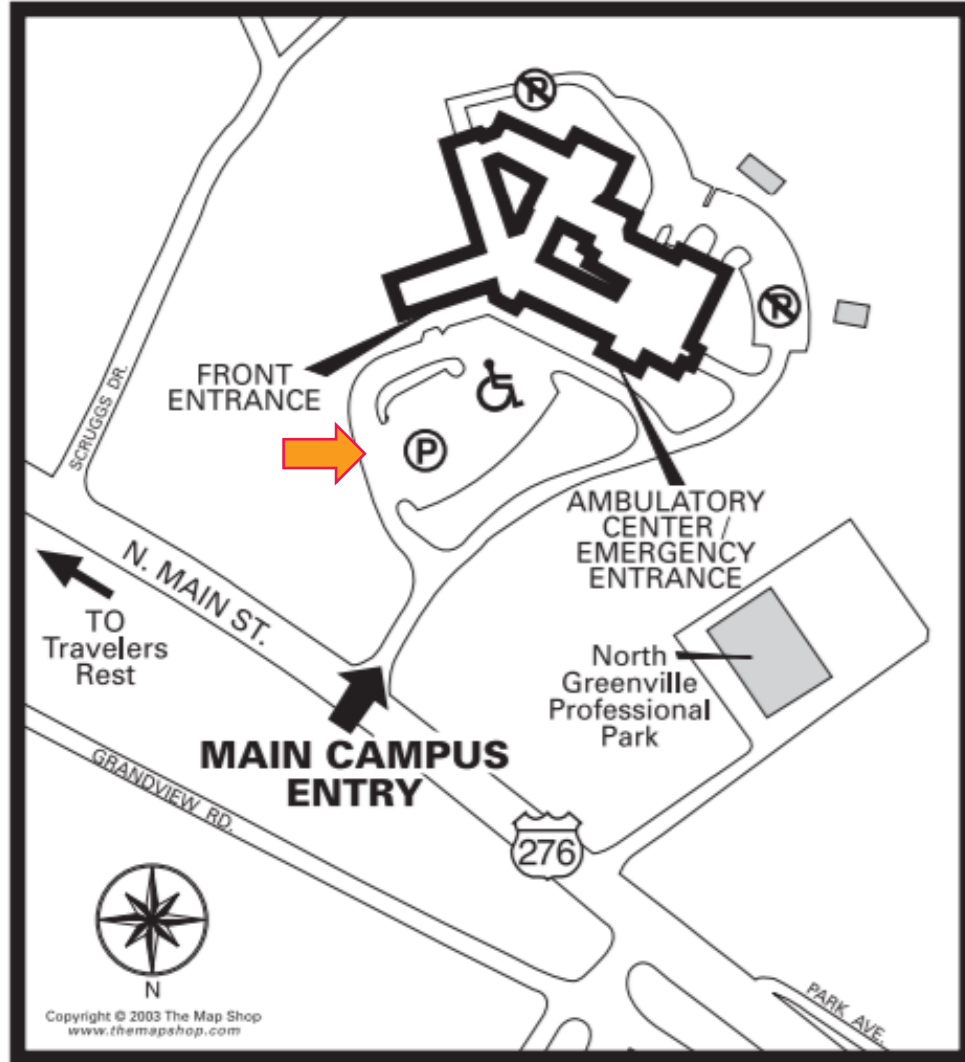 P
P
FRONT
ENTRANCE
SCRUGGS DR.
P
AMBULATORY
CENTER /
EMERGENCY
ENTRANCE
N. MAIN ST.
TO
Travelers
Rest
North
Greenville
Professional
Park
MAIN CAMPUS
ENTRY
GRANDVIEW RD.
276
N
PARK AVE.
Copyright © 2003 The Map Shop
www.themapshop.com